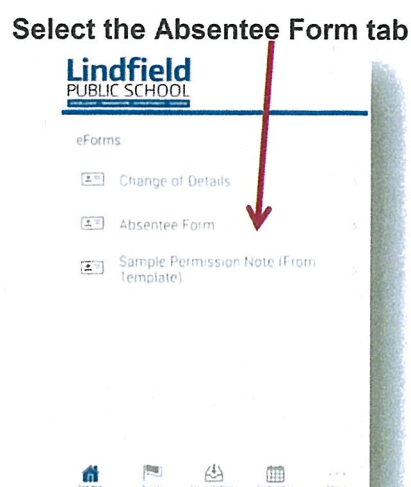 Select the Absentee Form tab
Lindfield
PUBLIC SCHOOL
eForms
Change of Details
Absentee Form
Sample Permission Note (From
Template)